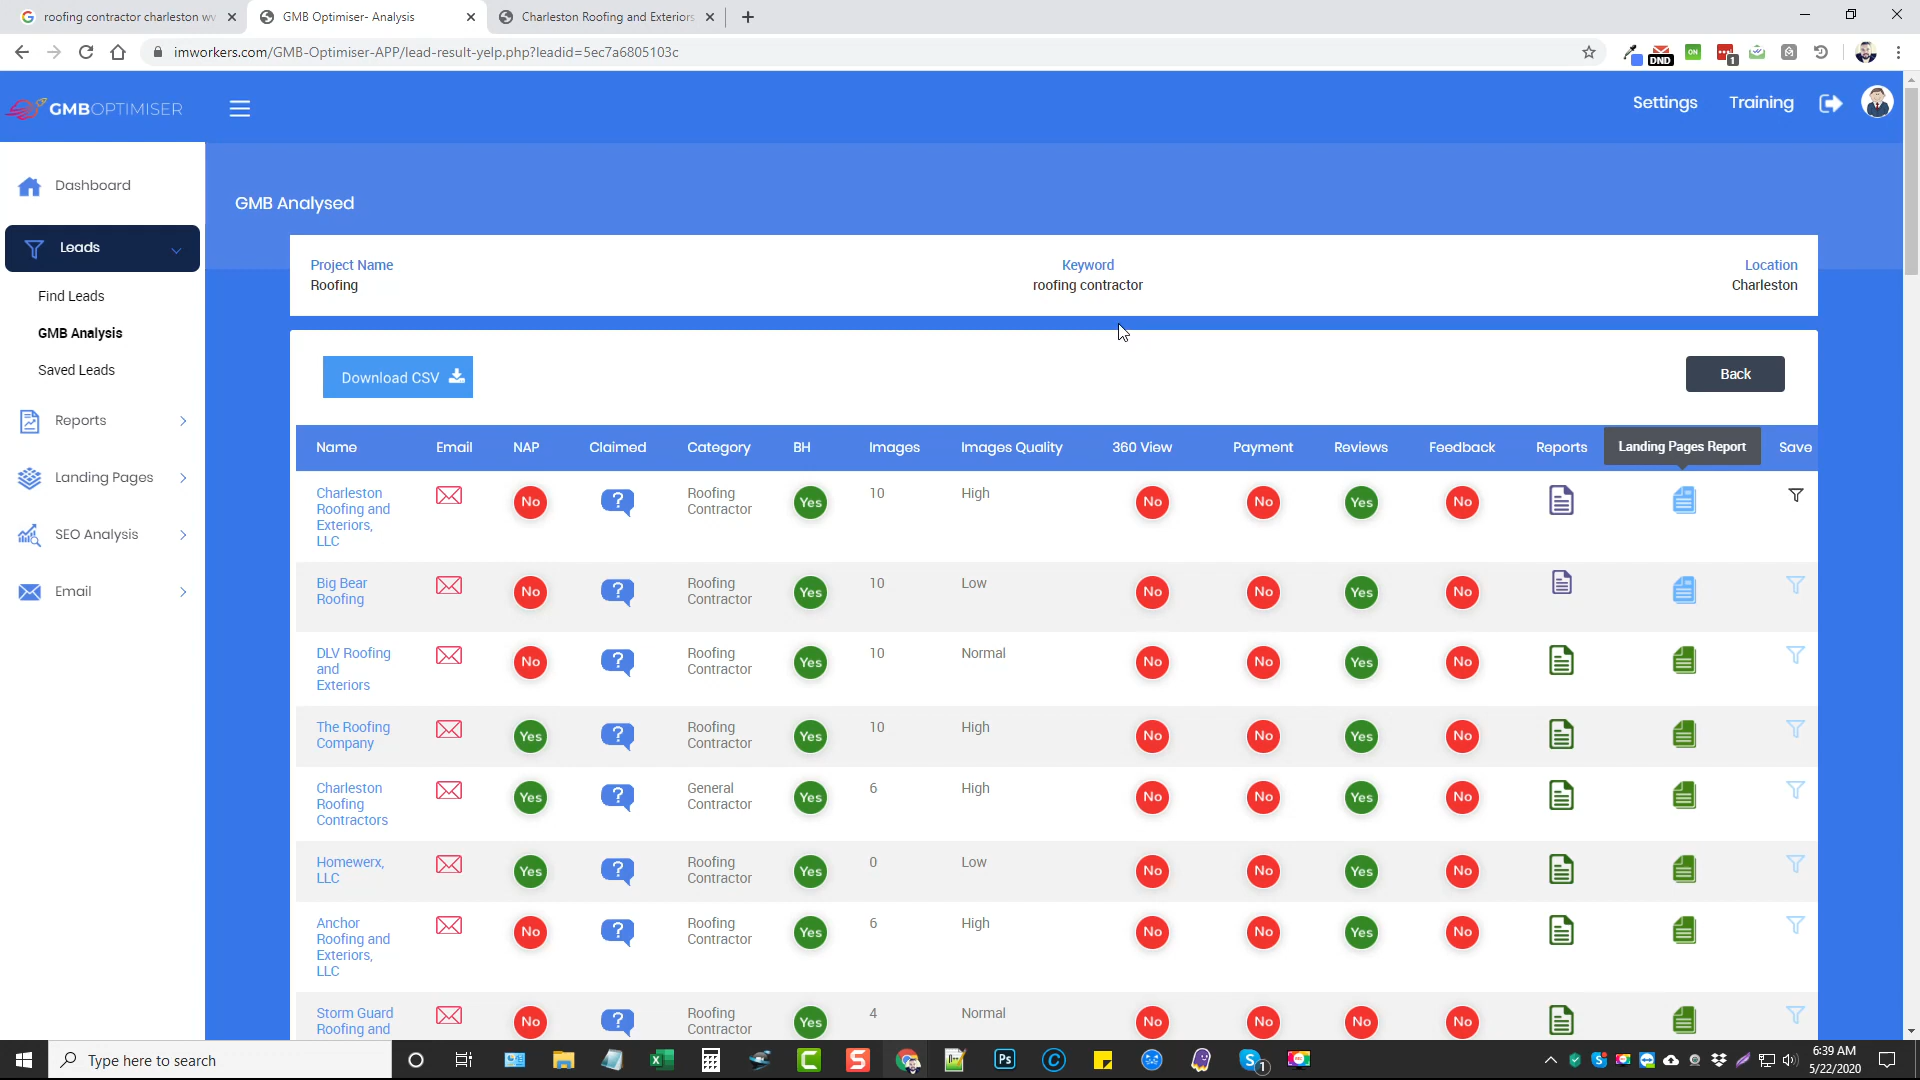 roofing contractor charleston wv
GMB Optimiser- Analysis
Charleston Roofing and Exteriors
imworkers.com/GMB-Optimiser-APP/lead-result-yelp.php?leadid=5ec7a6805103c
DND
ON
1
GMBOPTIMISER
Settings
Training
Dashboard
Leads
Find Leads
GMB Analysis
Saved Leads
Reports
Landing Pages
SEO Analysis
Email
GMB Analysed
Project Name
Roofing
Keyword
roofing contractor
Location
Charleston
Download CSV
Back
Name Email NAP Claimed Category BH Images Images Quality 360 View Payment Reviews Feedback Reports Landing Pages Report Save
Charleston
Roofing and
Exteriors,
LLC
No ? Roofing
Contractor
Yes 10 High No No Yes No
Big Bear
Roofing
No ? Roofing
Contractor
Yes 10 Low No No Yes No
DLV Roofing
and
Exteriors
No ? Roofing
Contractor
Yes 10 Normal No No Yes No
The Roofing
Company
Yes ? Roofing
Contractor
Yes 10 High No No Yes No
Charleston
Roofing
Contractors
Yes ? General
Contractor
Yes 6 High No No Yes No
Homewerx,
LLC
Yes ? Roofing
Contractor
Yes 0 Low No No Yes No
Anchor
Roofing and
Exteriors,
LLC
No ? Roofing
Contractor
Yes 6 High No No Yes No
Storm Guard
Roofing and
No ? Roofing
Contractor
Yes 4 Normal No No No No
Type here to search
Ps
1
6:39 AM
5/22/2020